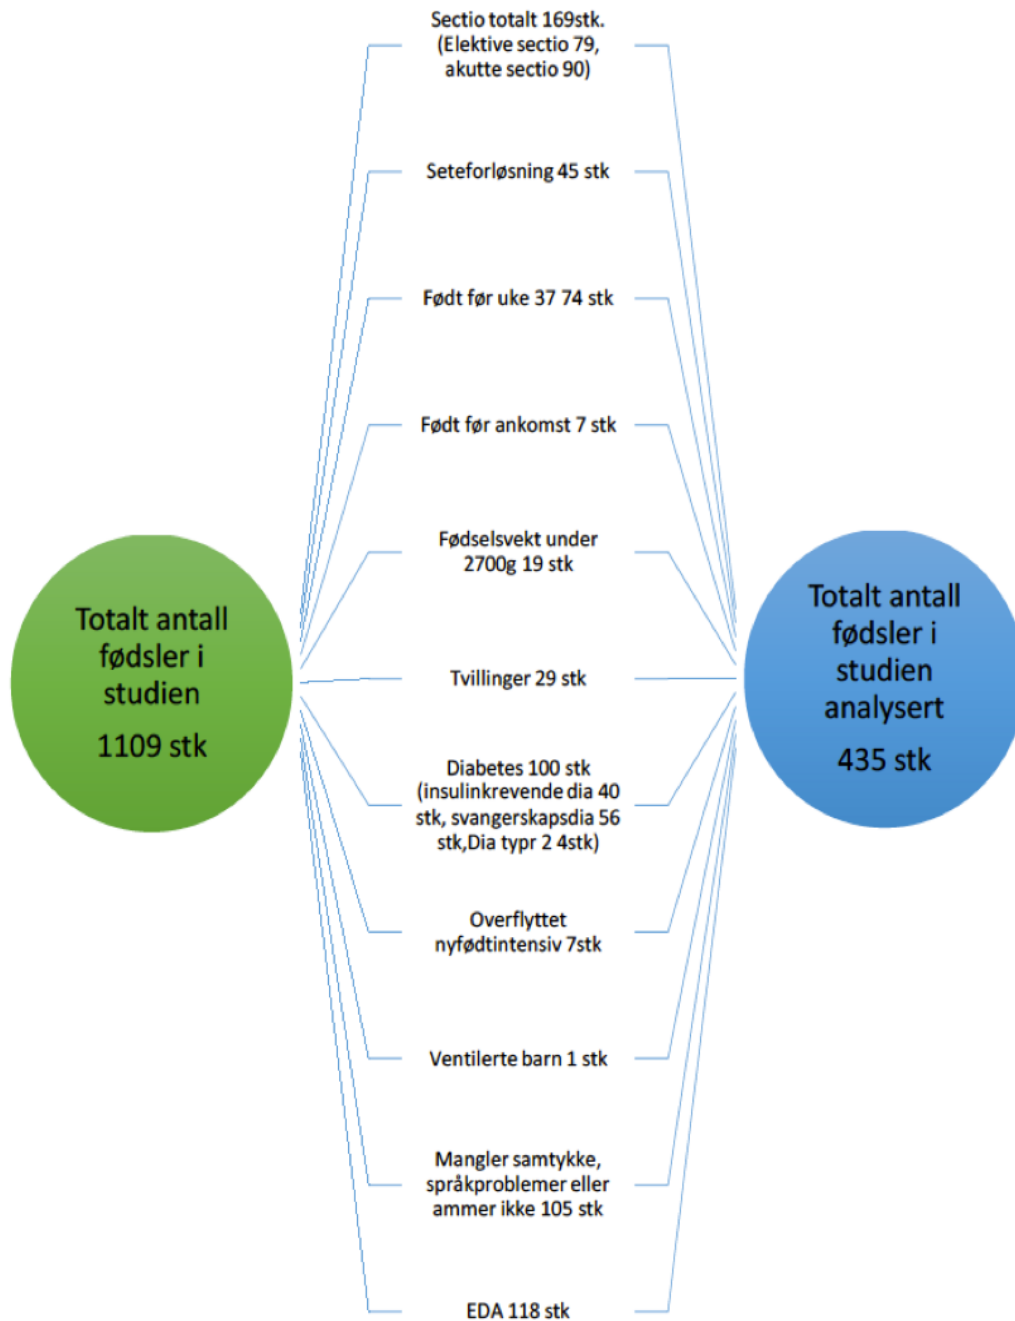 Sectio totalt 169stk.
(Elektive sectio 79,
akutte sectio 90)
Seteforløsning 45 stk
Født før uke 37 74 stk
Født før ankomst 7 stk
Fødselsvekt under
2700g 19 stk
Tvillinger 29 stk
Diabetes 100 stk
(insulinkrevende dia 40
stk, svangerskapsdia 56
stk,Dia typr 2 4stk)
Overflyttet
nyfødtintensiv 7stk
Ventilerte barn 1 stk
Mangler samtykke,
språkproblemer eller
ammer ikke 105 stk
EDA 118 stk
Totalt antall
fødsler i
studien
1109 stk
Totalt antall
fødsler i
studien
analysert
435 stk